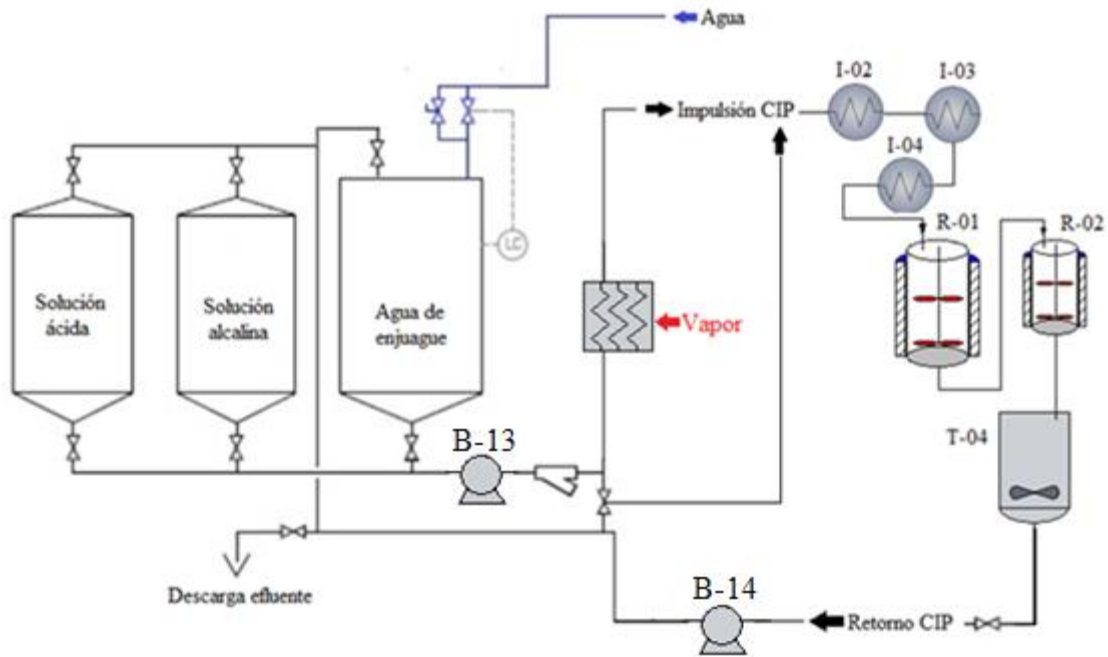 Agua
I-02
I-03
Impulsión CIP
I-04
R-01
R-02
LC
Solución
ácida
Solución
alcalina
Agua de
enjuague
Vapor
T-04
B-13
Descarga efluente
B-14
Retorno CIP